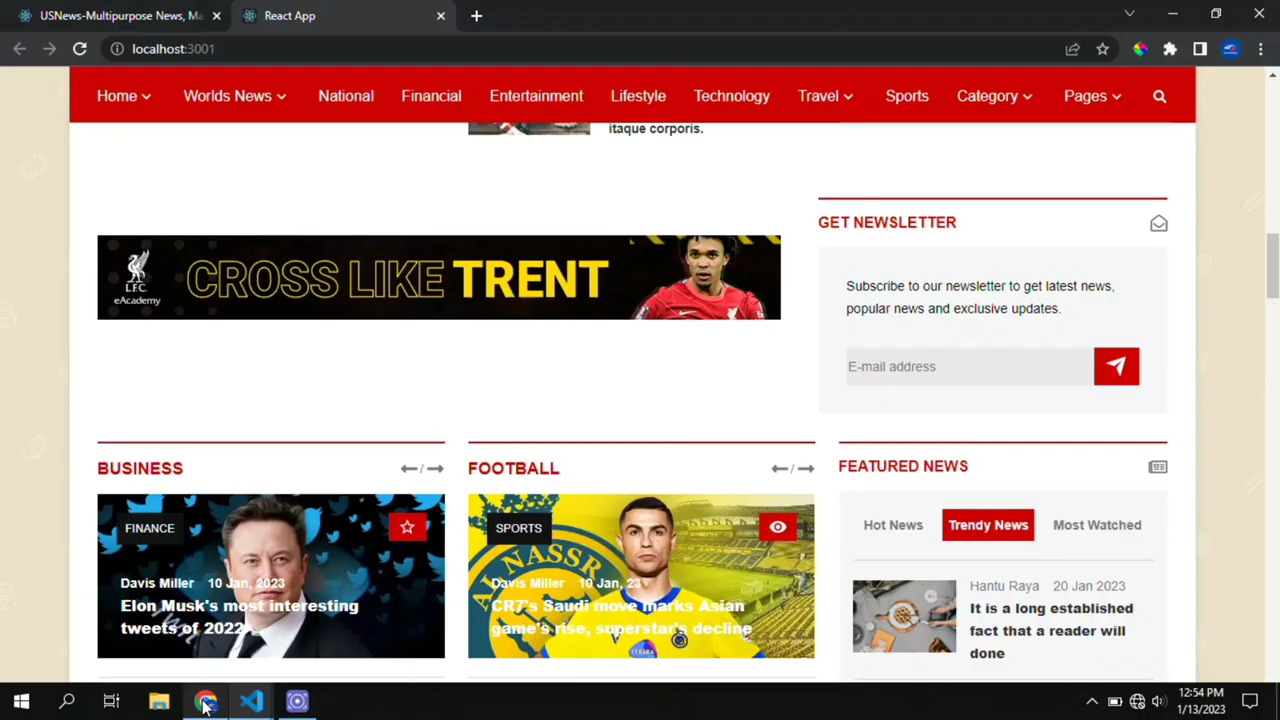 USNews-Multipurpose News, Ma
React App
localhost:3001
Home Worlds News National Financial Entertainment Lifestyle Technology Travel Sports Category Pages
itaque corporis.
GET NEWSLETTER
L.F.C.
eAcademy
CROSS LIKE TRENT
Subscribe to our newsletter to get latest news,
popular news and exclusive updates.
E-mail address
BUSINESS
/
FOOTBALL
/
FEATURED NEWS
FINANCE
Davis Miller 10 Jan, 2023
Elon Musk's most interesting
tweets of 2022
SPORTS
AL NASSR
Davis Miller 10 Jan, 23
CR7's Saudi move marks Asian
game's rise, superstar's decline
Hot News Trendy News Most Watched
Hantu Raya 20 Jan 2023
It is a long established
fact that a reader will
done
12:54 PM
1/13/2023